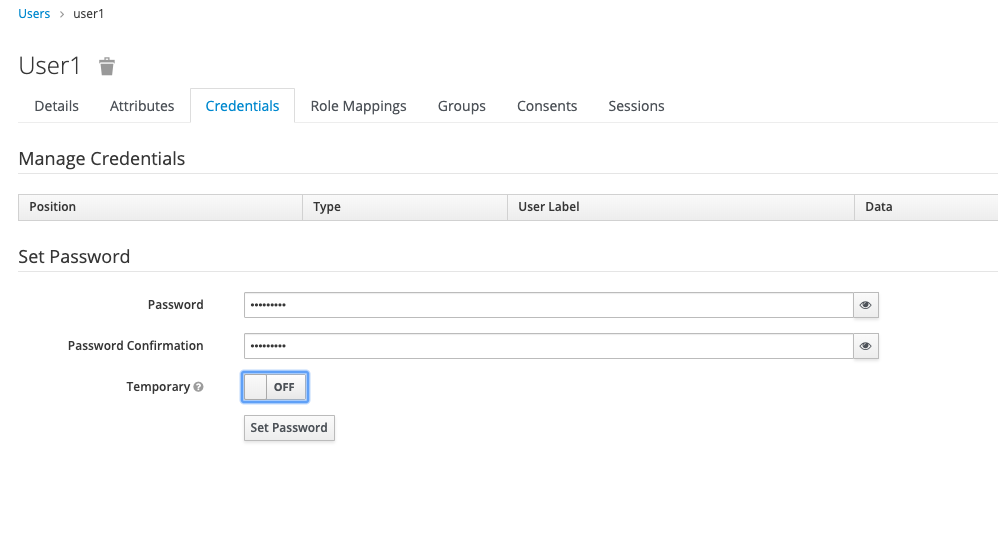 Users › user1
User1
Details Attributes Credentials Role Mappings Groups Consents Sessions
Manage Credentials
Position Type User Label Data
Set Password
Password •••••••••
Password Confirmation •••••••••
Temporary ? OFF
Set Password